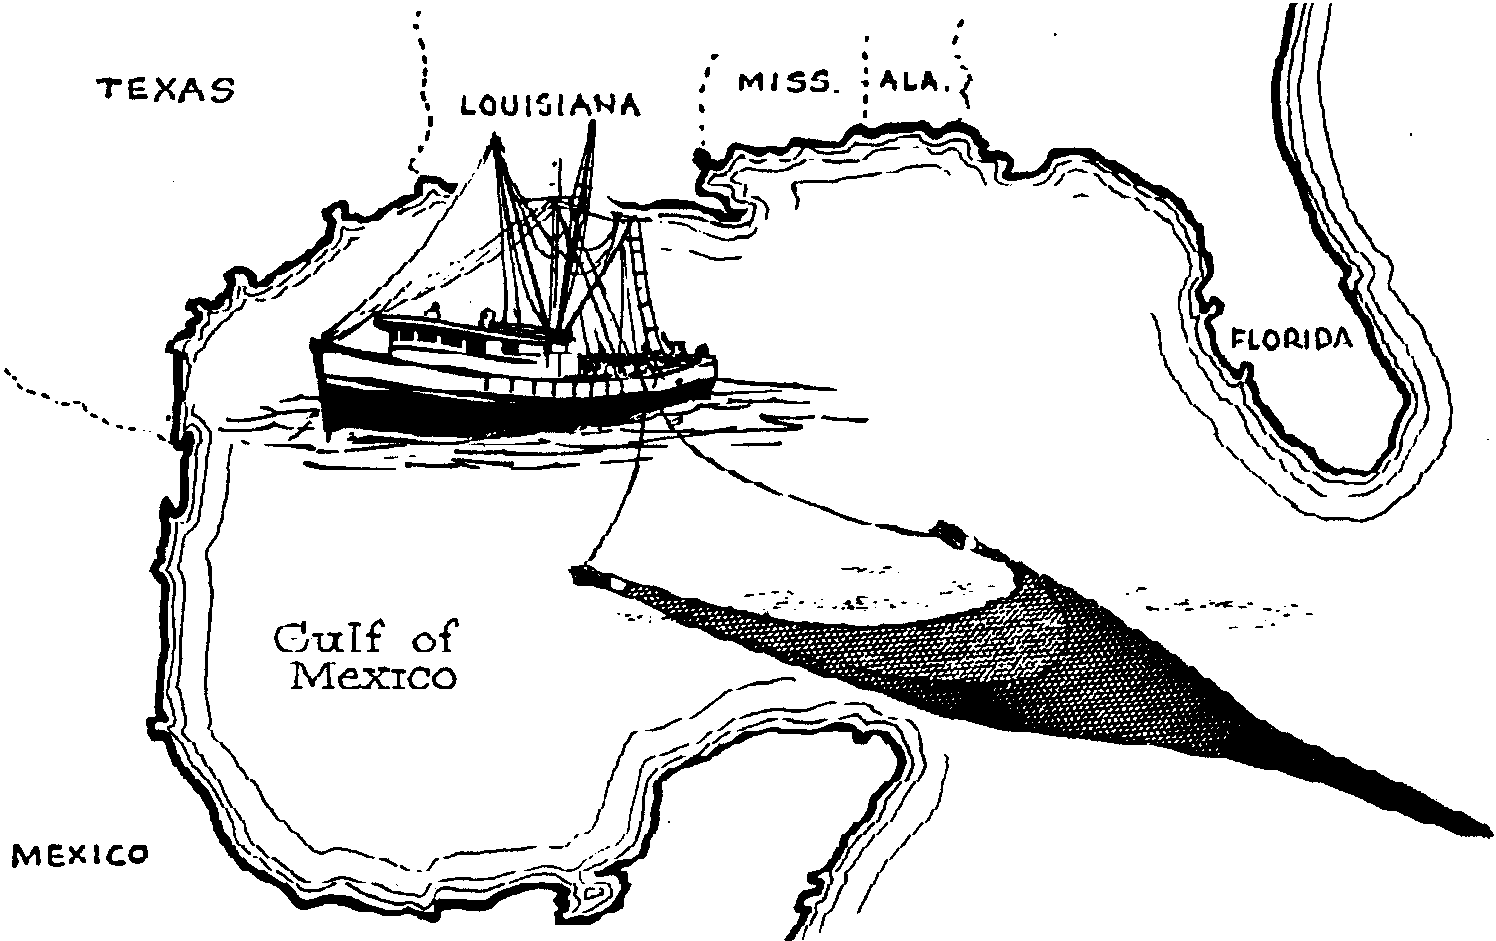 TEXAS
LOUISIANA
MISS.
ALA.
FLORIDA
Gulf of
Mexico
MEXICO